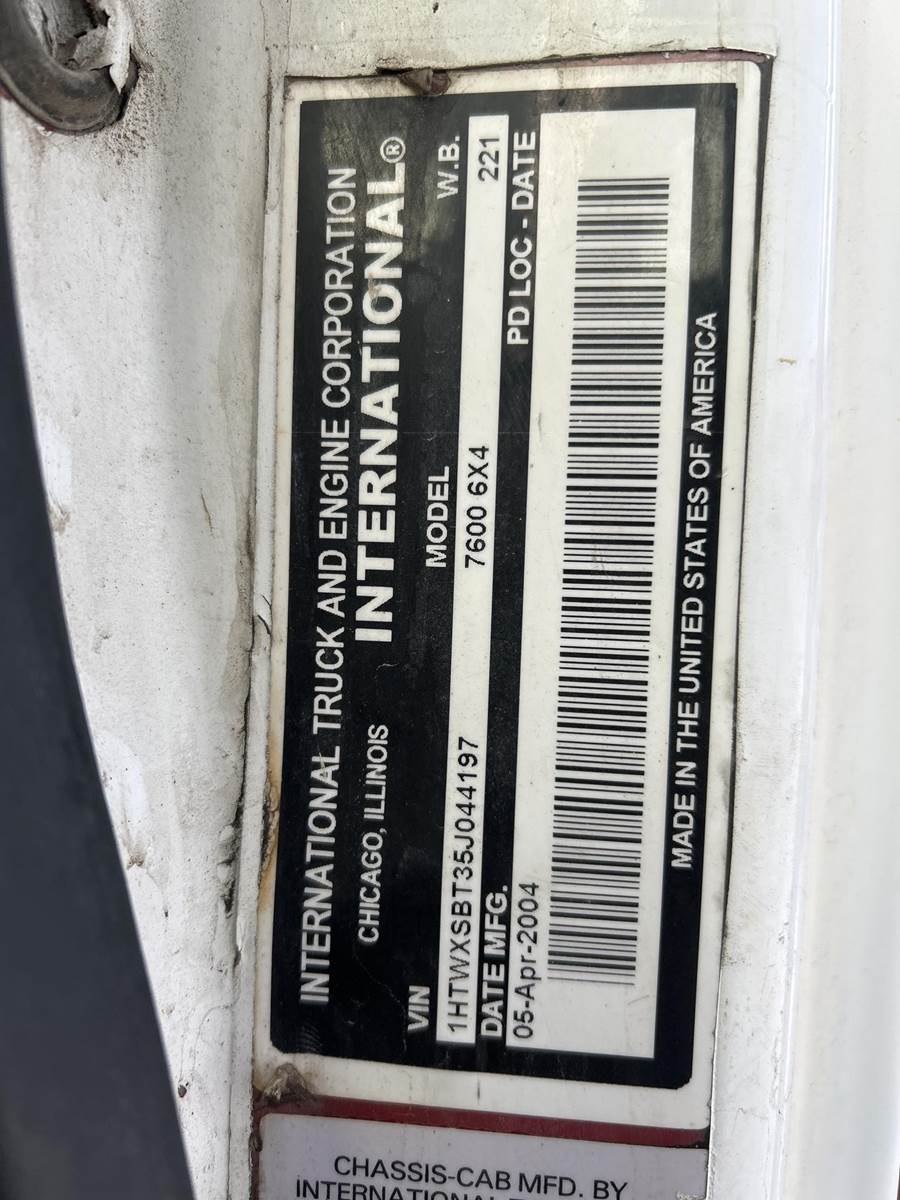 INTERNATIONAL TRUCK AND ENGINE CORPORATION
CHICAGO, ILLINOIS INTERNATIONAL®
VIN MODEL W.B.
1HTWXSBT35J044197 7600 6X4 221
DATE MFG. PD LOC - DATE
05-Apr-2004
MADE IN THE UNITED STATES OF AMERICA
CHASSIS-CAB MFD. BY
INTERNATIONAL